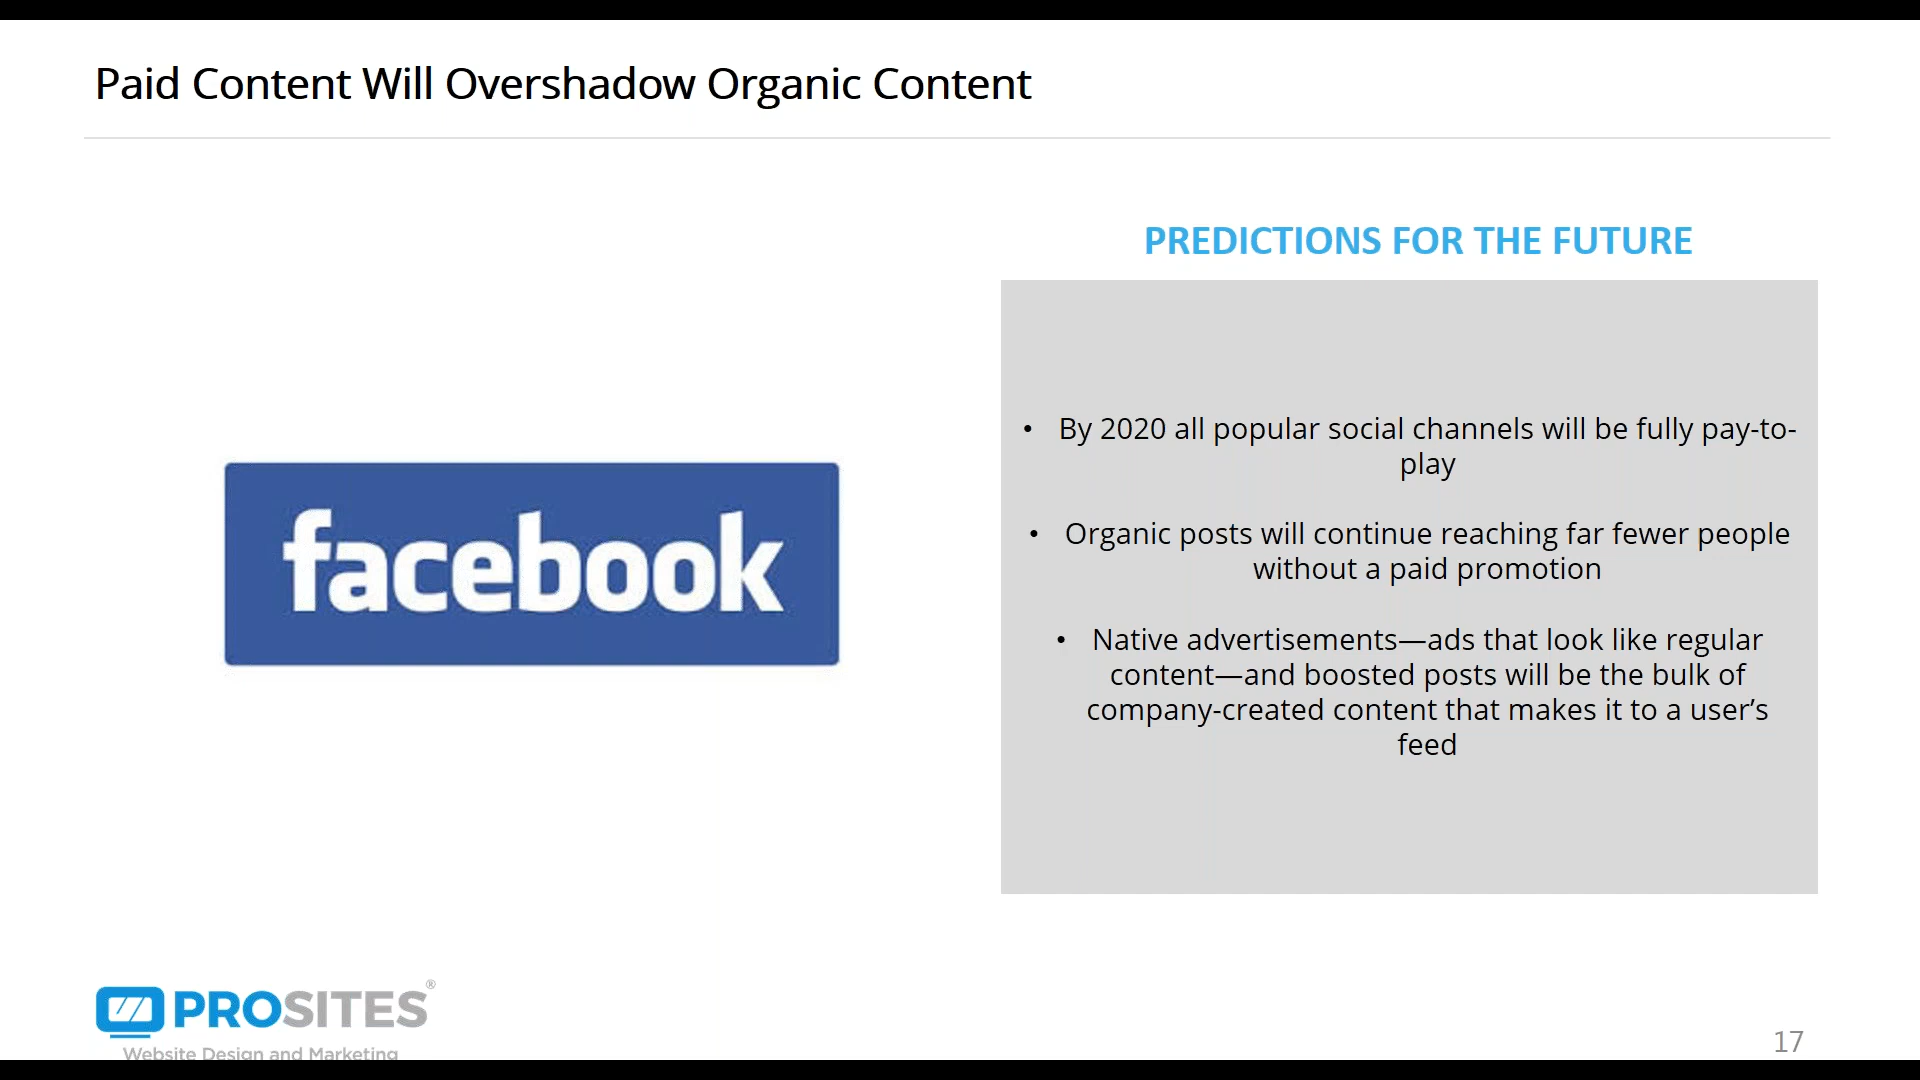 Paid Content Will Overshadow Organic Content
facebook
PREDICTIONS FOR THE FUTURE
• By 2020 all popular social channels will be fully pay-to-
play
• Organic posts will continue reaching far fewer people
without a paid promotion
• Native advertisements—ads that look like regular
content—and boosted posts will be the bulk of
company-created content that makes it to a user’s
feed
PROSITES®
Website Design and Marketing
17